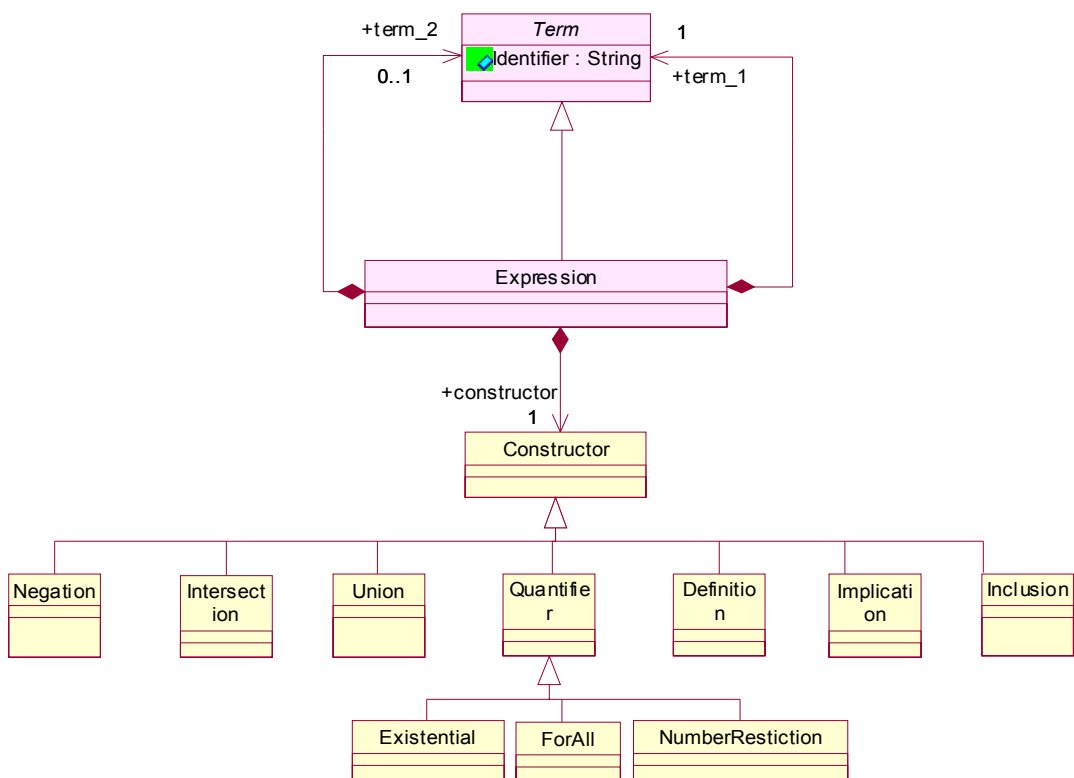 +term_2
Term
1
Identifier : String
0..1
+term_1
Expression
+constructor
1
Constructor
Negation
Intersect
ion
Union
Quantifie
r
Definitio
n
Implicati
on
Inclusion
Existential
ForAll
NumberRestiction